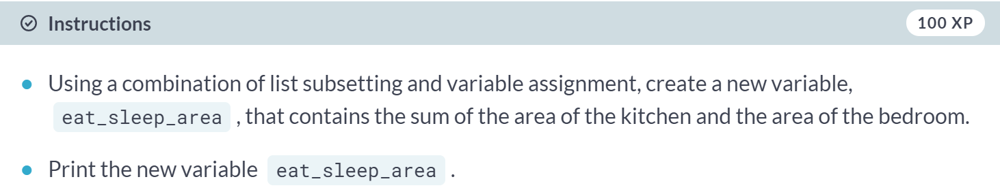 Instructions
100 XP
Using a combination of list subsetting and variable assignment, create a new variable,
eat_sleep_area , that contains the sum of the area of the kitchen and the area of the bedroom.
Print the new variable eat_sleep_area .